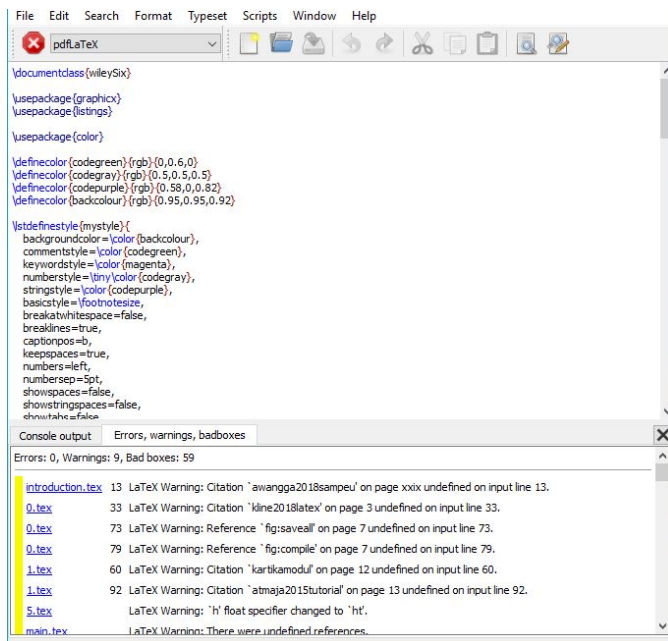 File Edit Search Format Typeset Scripts Window Help
pdfLaTeX
\documentclass{wileySix}
\usepackage{graphicx}
\usepackage{listings}
\usepackage{color}
\definecolor{codegreen}{rgb}{0,0.6,0}
\definecolor{codegray}{rgb}{0.5,0.5,0.5}
\definecolor{codepurple}{rgb}{0.58,0,0.82}
\definecolor{backcolour}{rgb}{0.95,0.95,0.92}
\lstdefinestyle{mystyle}{
backgroundcolor=\color{backcolour},
commentstyle=\color{codegreen},
keywordstyle=\color{magenta},
numberstyle=\tiny\color{codegray},
stringstyle=\color{codepurple},
basicstyle=\footnotesize,
breakatwhitespace=false,
breaklines=true,
captionpos=b,
keepspaces=true,
numbers=left,
numbersep=5pt,
showspaces=false,
showstringspaces=false,
showtabs=false
Console output Errors, warnings, badboxes
Errors: 0, Warnings: 9, Bad boxes: 59
introduction.tex 13 LaTeX Warning: Citation `awangga2018sampeu' on page xxix undefined on input line 13.
0.tex 33 LaTeX Warning: Citation `kline2018latex' on page 3 undefined on input line 33.
0.tex 73 LaTeX Warning: Reference `fig:saveall' on page 7 undefined on input line 73.
0.tex 79 LaTeX Warning: Reference `fig:compile' on page 7 undefined on input line 79.
1.tex 60 LaTeX Warning: Citation `kartikamodul' on page 12 undefined on input line 60.
1.tex 92 LaTeX Warning: Citation `atmaja2015tutorial' on page 13 undefined on input line 92.
5.tex LaTeX Warning: `h' float specifier changed to `ht'.
main.tex LaTeX Warning: There were undefined references.